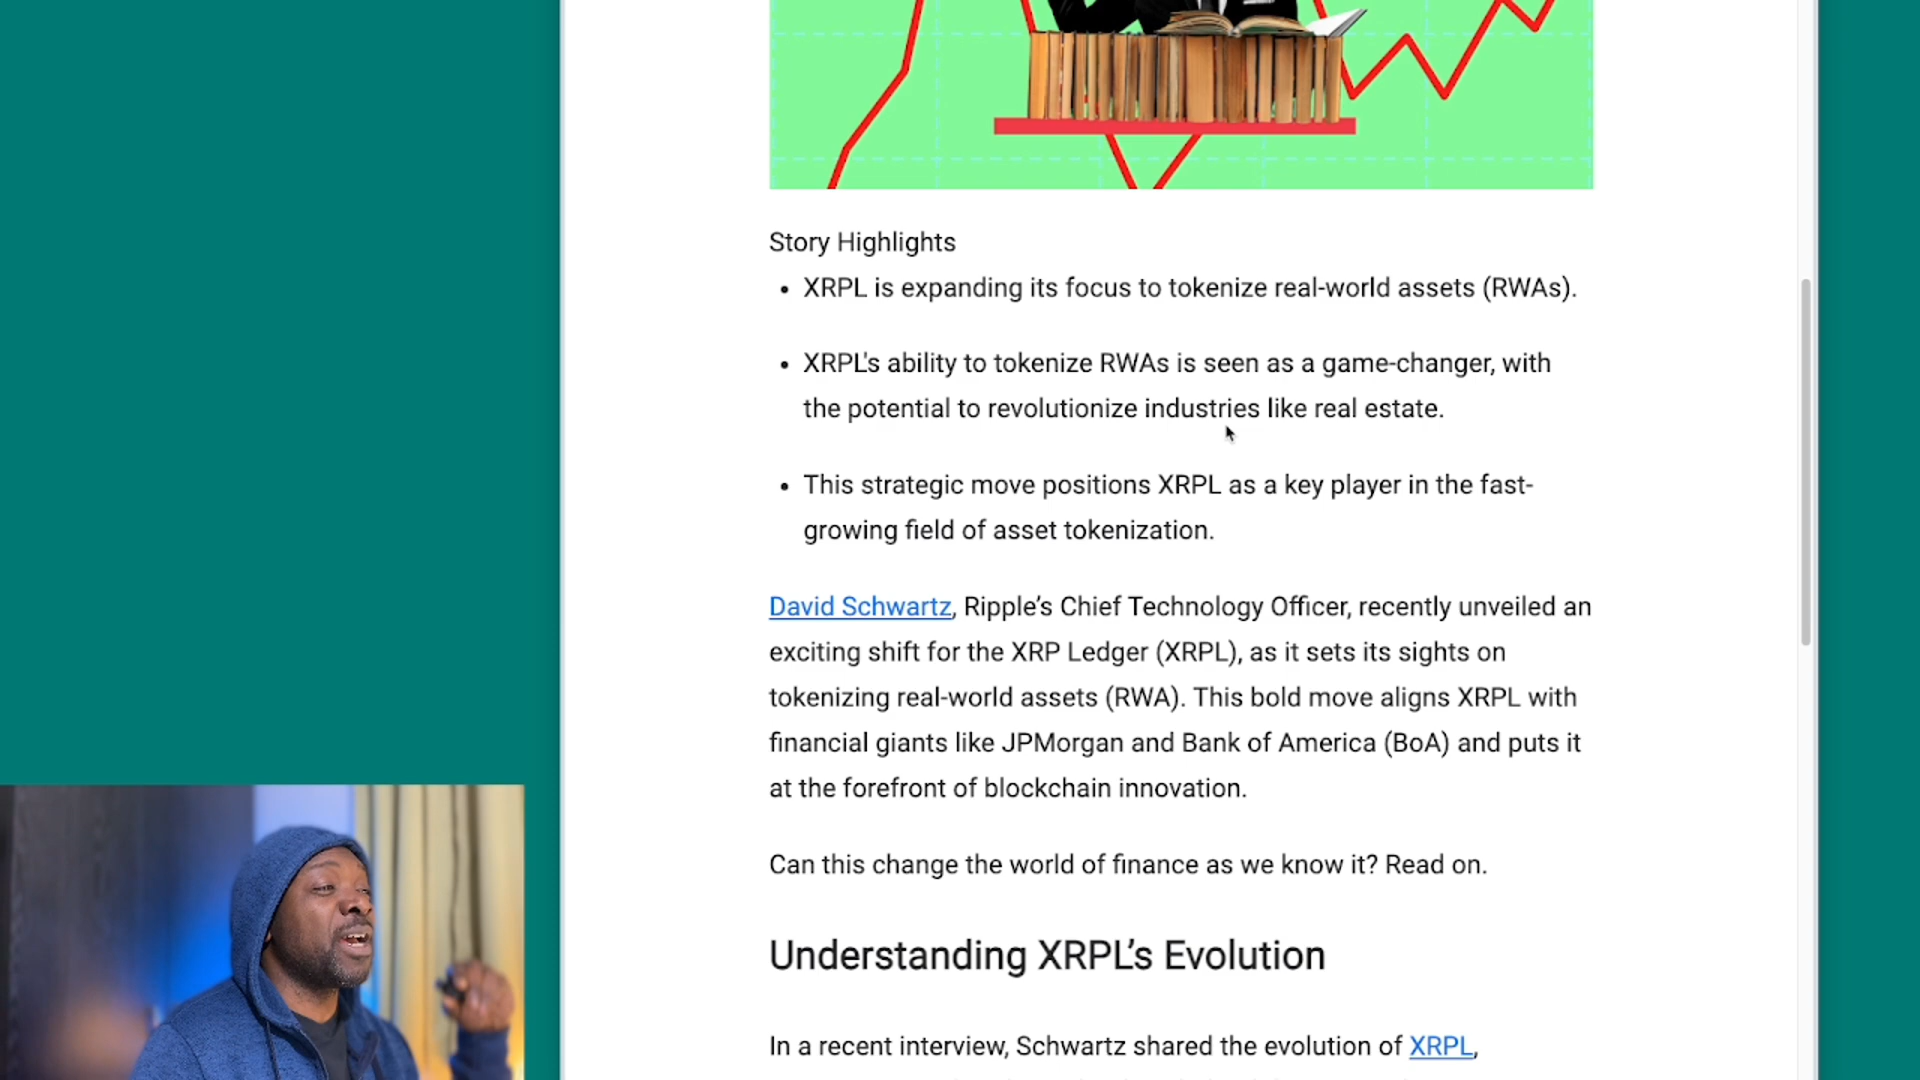 Story Highlights
• XRPL is expanding its focus to tokenize real-world assets (RWAs).
• XRPL's ability to tokenize RWAs is seen as a game-changer, with
the potential to revolutionize industries like real estate.
• This strategic move positions XRPL as a key player in the fast-
growing field of asset tokenization.
David Schwartz, Ripple’s Chief Technology Officer, recently unveiled an
exciting shift for the XRP Ledger (XRPL), as it sets its sights on
tokenizing real-world assets (RWA). This bold move aligns XRPL with
financial giants like JPMorgan and Bank of America (BoA) and puts it
at the forefront of blockchain innovation.
Can this change the world of finance as we know it? Read on.
Understanding XRPL’s Evolution
In a recent interview, Schwartz shared the evolution of XRPL,